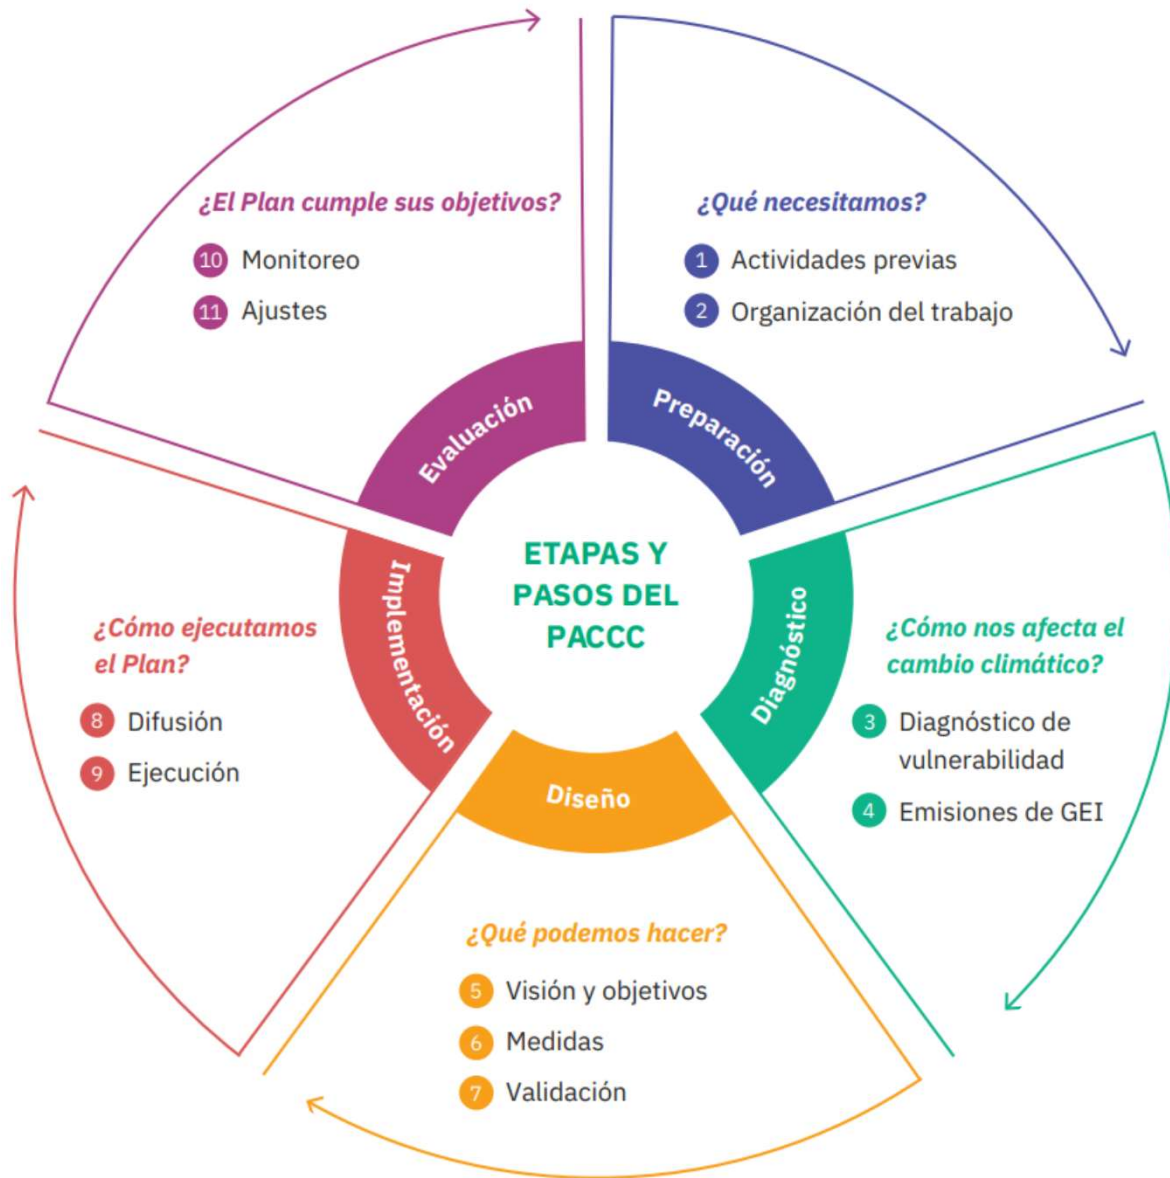 ETAPAS Y
PASOS DEL
PACCC
Preparación
¿Qué necesitamos?
1 Actividades previas
2 Organización del trabajo
Diagnóstico
¿Cómo nos afecta el
cambio climático?
3 Diagnóstico de
vulnerabilidad
4 Emisiones de GEI
Diseño
¿Qué podemos hacer?
5 Visión y objetivos
6 Medidas
7 Validación
Implementación
¿Cómo ejecutamos
el Plan?
8 Difusión
9 Ejecución
Evaluación
¿El Plan cumple sus objetivos?
10 Monitoreo
11 Ajustes